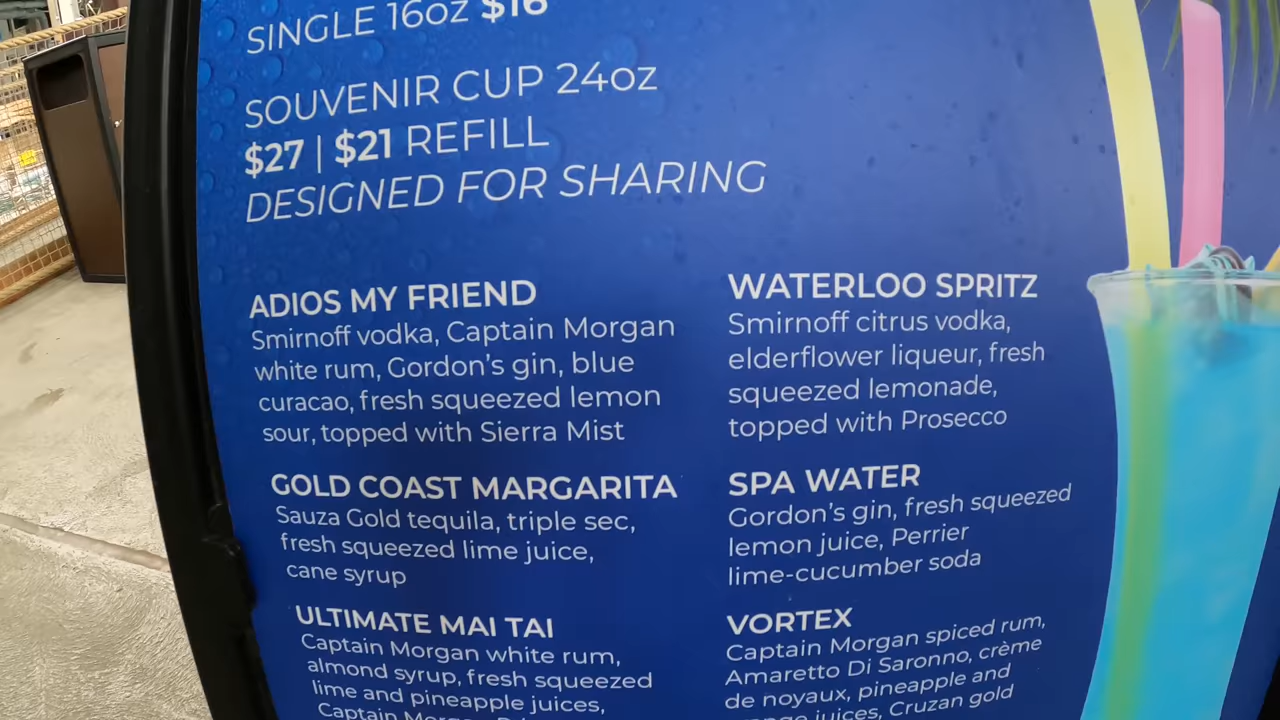 SINGLE 16oz $16
SOUVENIR CUP 24oz
$27 | $21 REFILL
DESIGNED FOR SHARING
ADIOS MY FRIEND
Smirnoff vodka, Captain Morgan
white rum, Gordon's gin, blue
curacao, fresh squeezed lemon
sour, topped with Sierra Mist
GOLD COAST MARGARITA
Sauza Gold tequila, triple sec,
fresh squeezed lime juice,
cane syrup
ULTIMATE MAI TAI
Captain Morgan white rum,
almond syrup, fresh squeezed
lime and pineapple juices,
Captain
WATERLOO SPRITZ
Smirnoff citrus vodka,
elderflower liqueur, fresh
squeezed lemonade,
topped with Prosecco
SPA WATER
Gordon's gin, fresh squeezed
lemon juice, Perrier
lime-cucumber soda
VORTEX
Captain Morgan spiced rum,
Amaretto Di Saronno, crème
de noyaux, pineapple and
juices, Cruzan gold